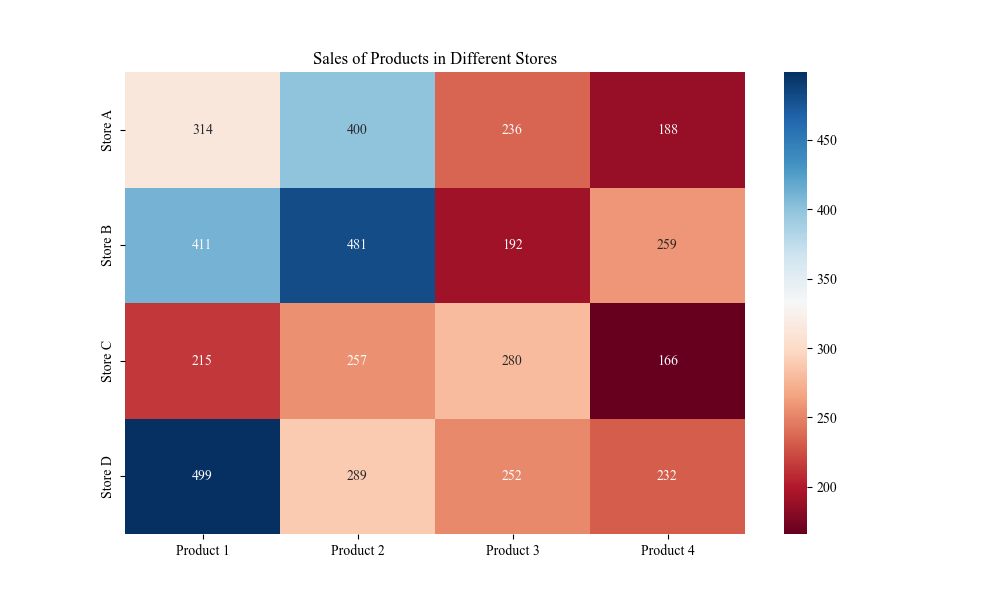 Sales of Products in Different Stores
Store A
314
400
236
188
Store B
411
481
192
259
Store C
215
257
280
166
Store D
499
289
252
232
Product 1
Product 2
Product 3
Product 4
450
400
350
300
250
200